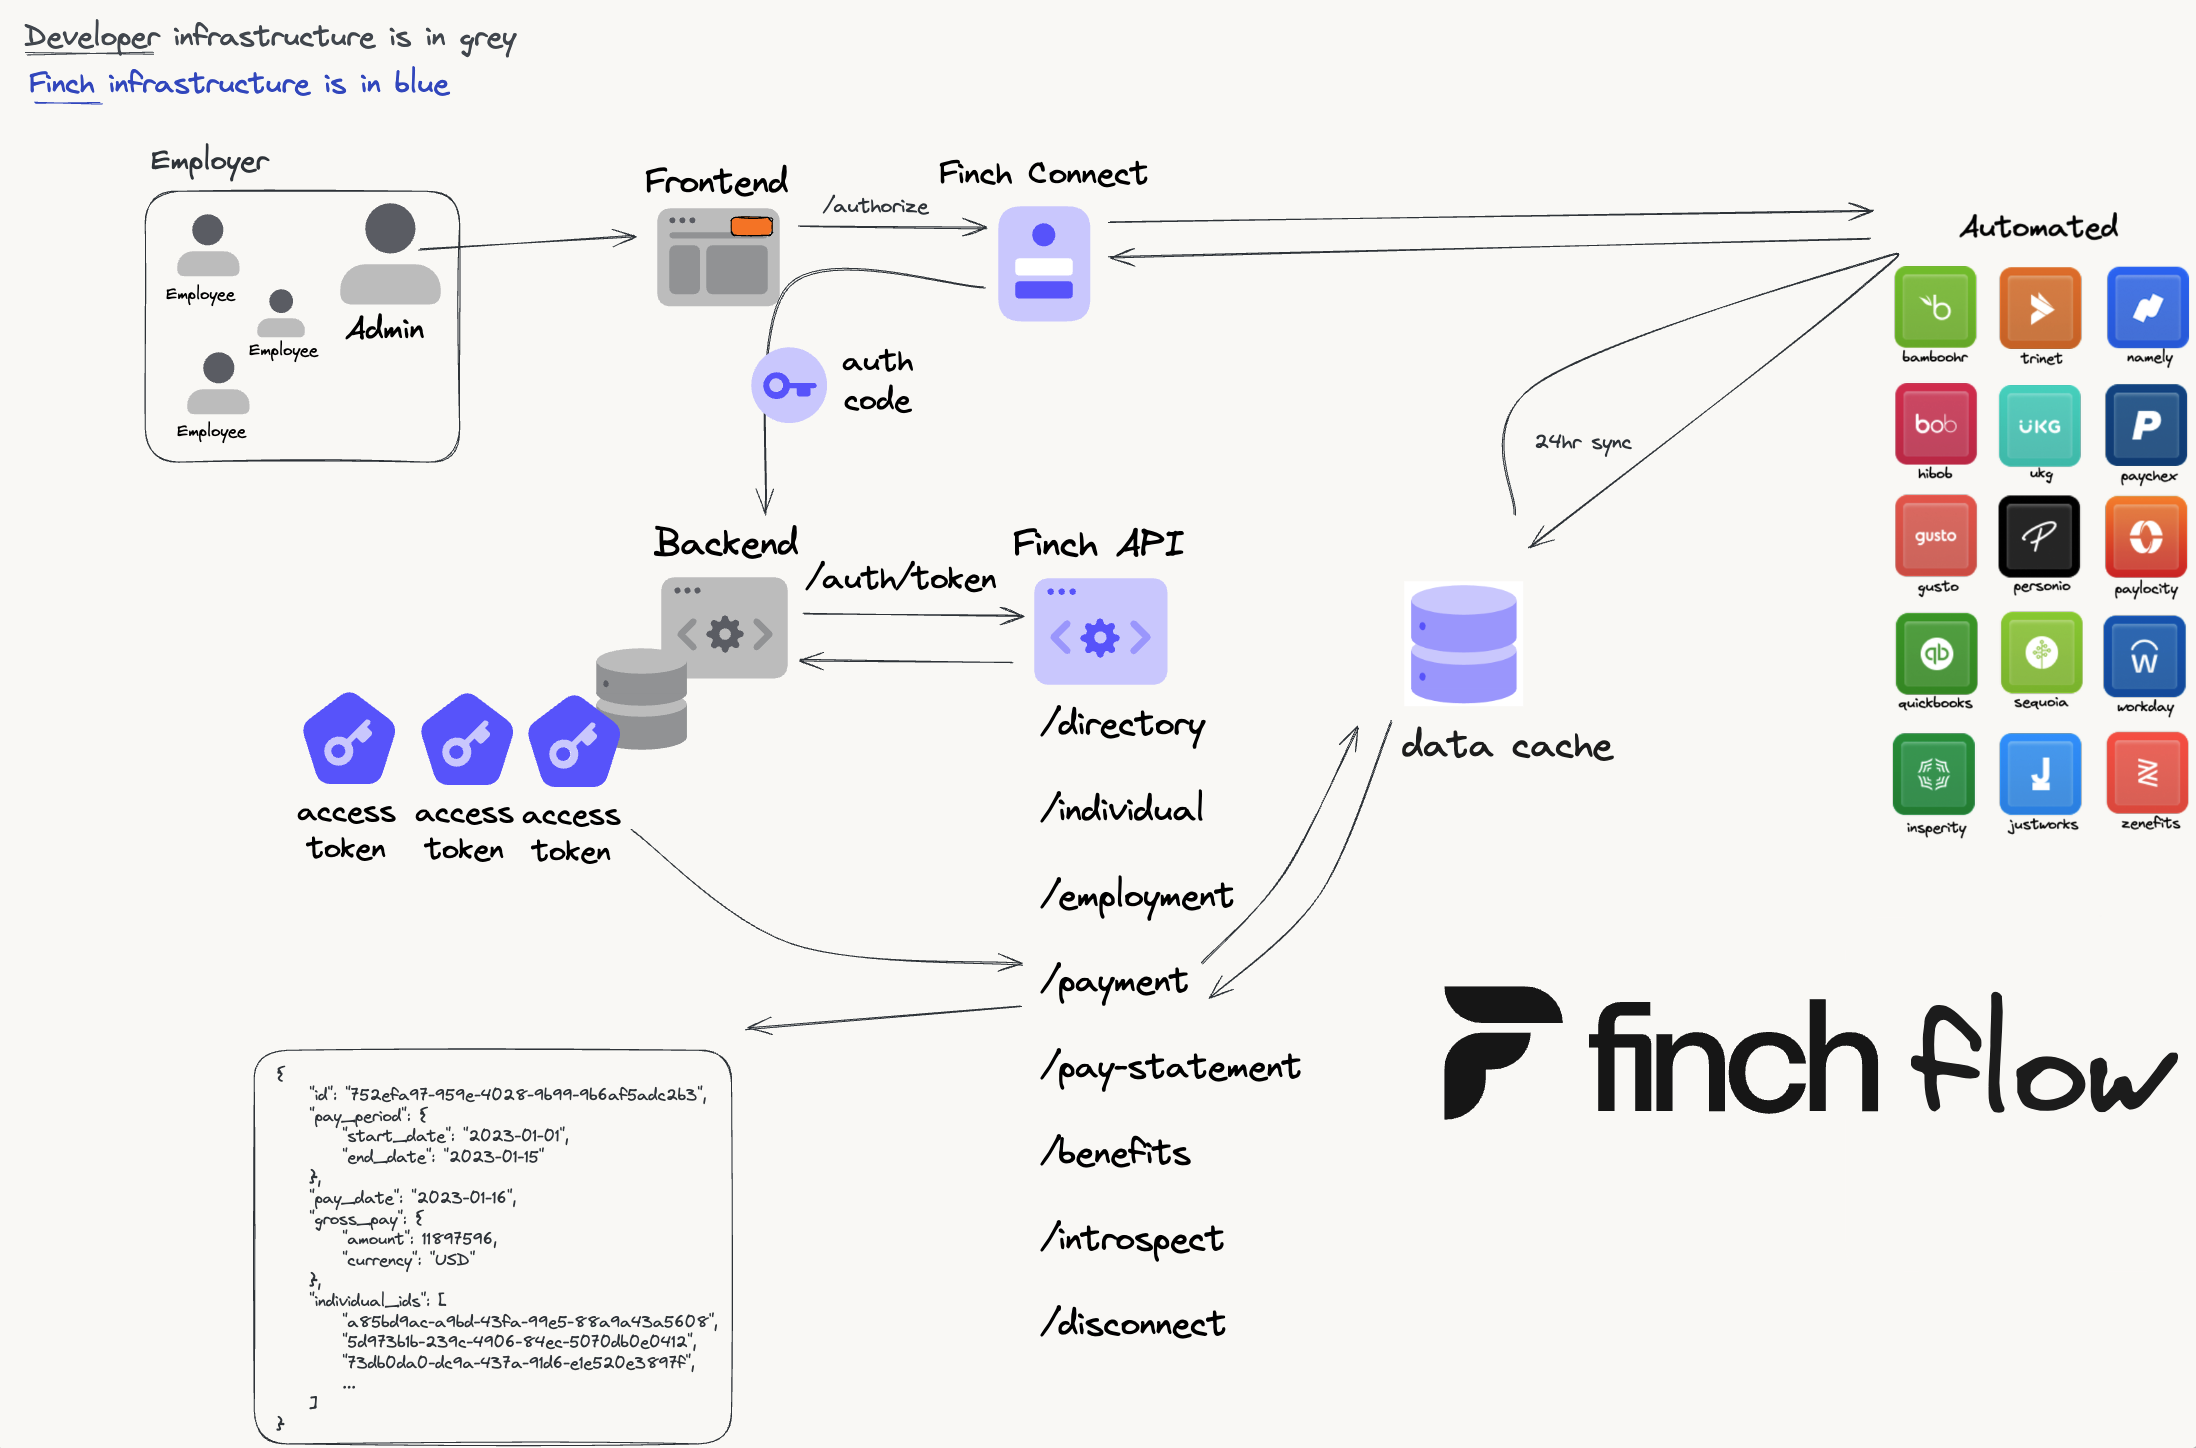 Developer infrastructure is in grey
Finch infrastructure is in blue
Employer
Employee
Employee
Employee
Admin
Frontend
/authorize
Finch Connect
auth
code
Automated
bamboohr
trinet
namely
bob
UKG
P
hibob
ukg
paychex
gusto
gusto
personio
paylocity
qb
W
quickbooks
sequoia
workday
insperity
justworks
zenefits
24hr sync
Backend
/auth/token
Finch API
data cache
access
token
access
token
access
token
/directory
/individual
/employment
/payment
/pay-statement
/benefits
/introspect
/disconnect
{
"id": "752efa97-959e-4028-9b99-9b6af5adc2b3",
"pay_period": {
"start_date": "2023-01-01",
"end_date": "2023-01-15"
},
"pay_date": "2023-01-16",
"gross_pay": {
"amount": 11897596,
"currency": "USD"
},
"individual_ids": [
"a85bd9ac-a9bd-43fa-99e5-88a9a43a5608",
"5d973b1b-239c-4906-84ec-5070db0e0412",
"73db0da0-dc9a-437a-91d6-e1e520e3897f",
...
]
}
finch flow